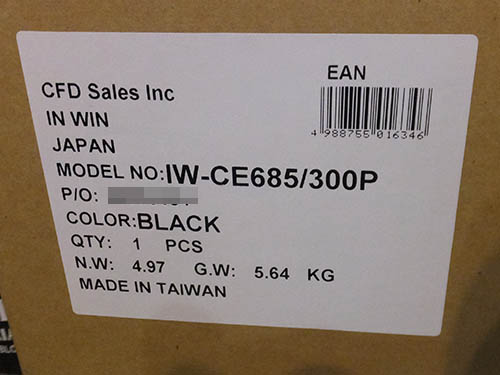 EAN
4 988755 016346
CFD Sales Inc
IN WIN
JAPAN
MODEL NO:IW-CE685/300P
P/O:
COLOR:BLACK
QTY: 1 PCS
N.W: 4.97 G.W: 5.64 KG
MADE IN TAIWAN